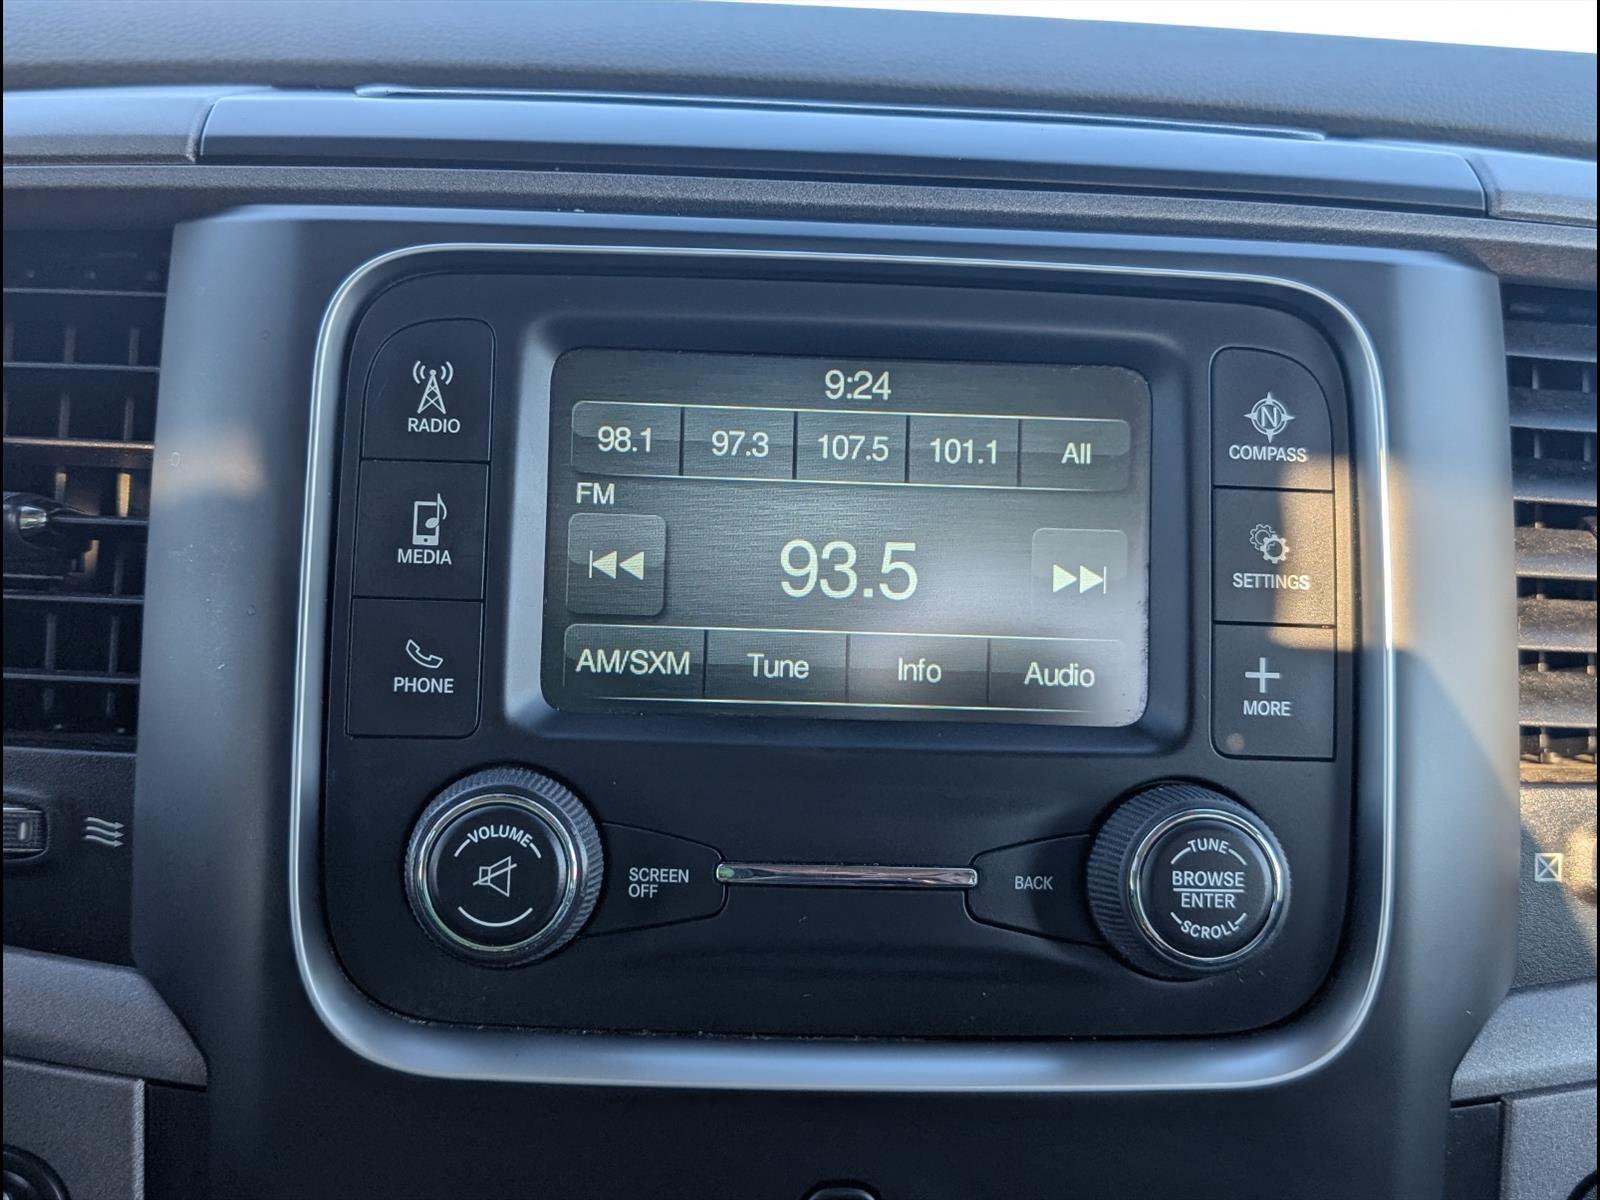 9:24
98.1 97.3 107.5 101.1 All
FM
93.5
AM/SXM Tune Info Audio
RADIO
MEDIA
PHONE
N
COMPASS
SETTINGS
MORE
VOLUME
SCREEN
OFF
BACK
TUNE
BROWSE
ENTER
SCROLL